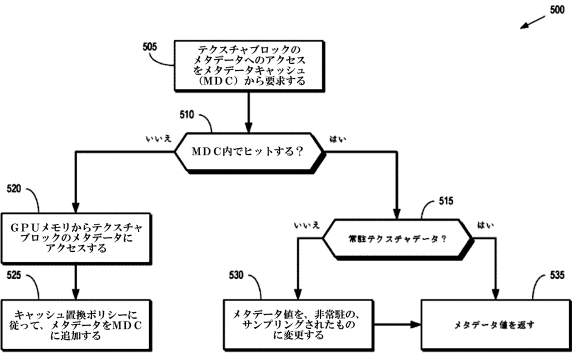 500
505
テクスチャブロックの
メタデータへのアクセス
をメタデータキャッシュ
（ＭＤＣ）から要求する
510
いいえ
ＭＤＣ内でヒットする？
はい
520
ＧＰＵメモリからテクスチャ
ブロックのメタデータに
アクセスする
515
いいえ
常駐テクスチャデータ？
はい
525
キャッシュ置換ポリシーに
従って、メタデータをＭＤＣ
に追加する
530
メタデータ値を、非常駐の、
サンプリングされたもの
に変更する
535
メタデータ値を返す